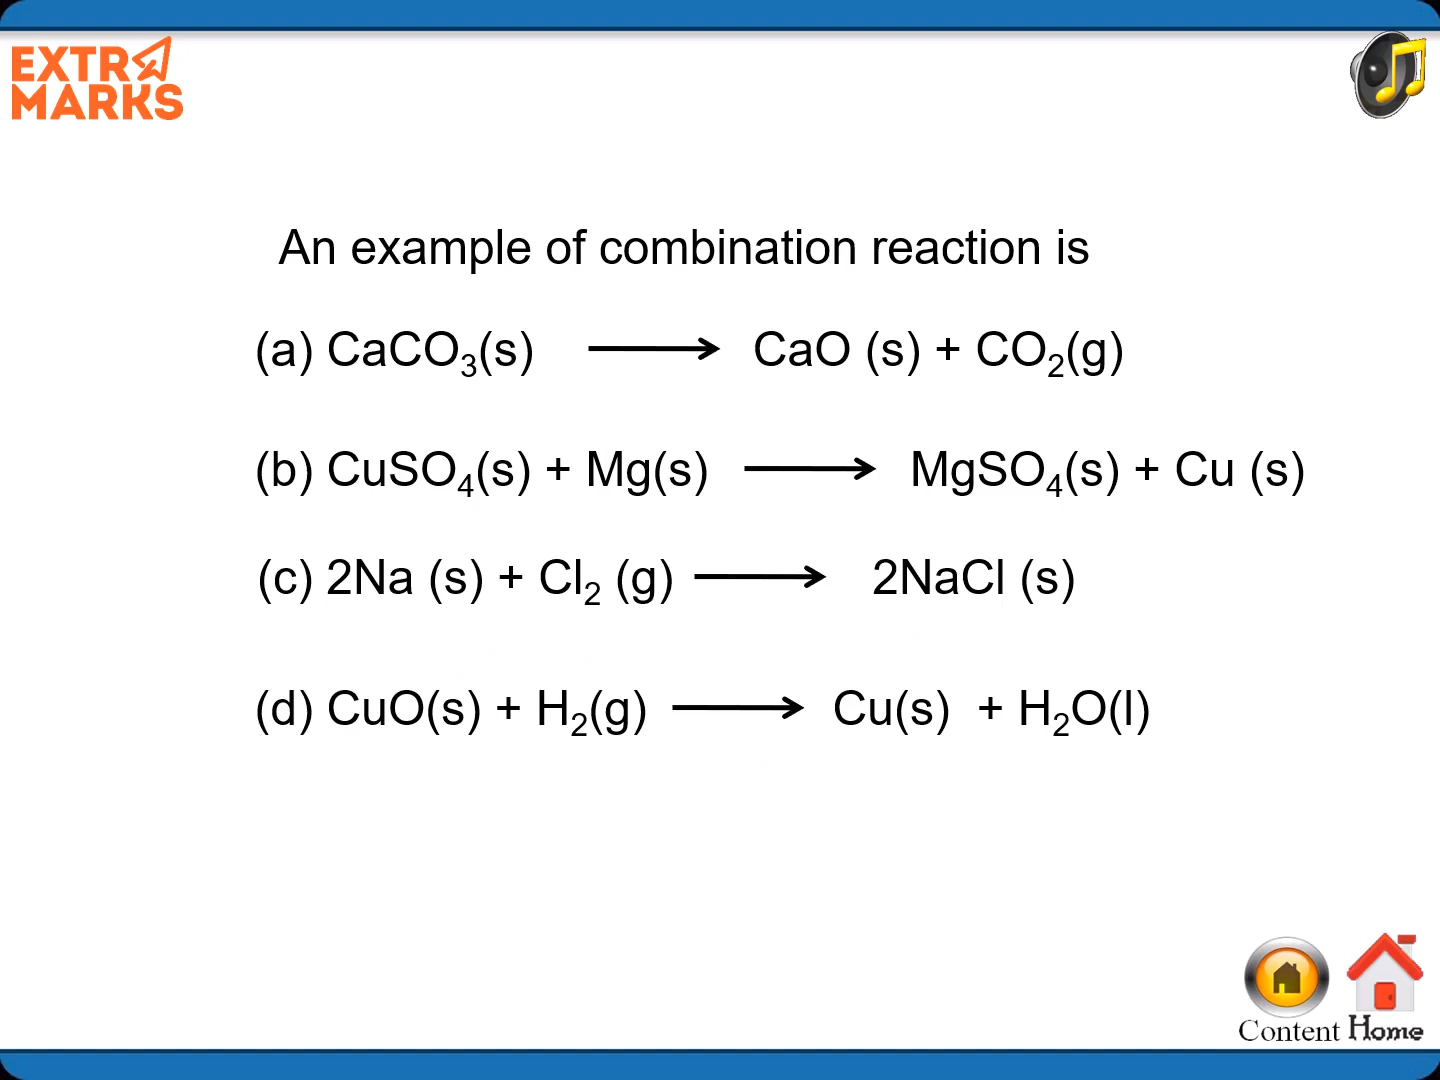 EXTRA
MARKS
An example of combination reaction is
(a) CaCO₃(s) ⟶ CaO (s) + CO₂(g)
(b) CuSO₄(s) + Mg(s) ⟶ MgSO₄(s) + Cu (s)
(c) 2Na (s) + Cl₂ (g) ⟶ 2NaCl (s)
(d) CuO(s) + H₂(g) ⟶ Cu(s) + H₂O(l)
Content Home